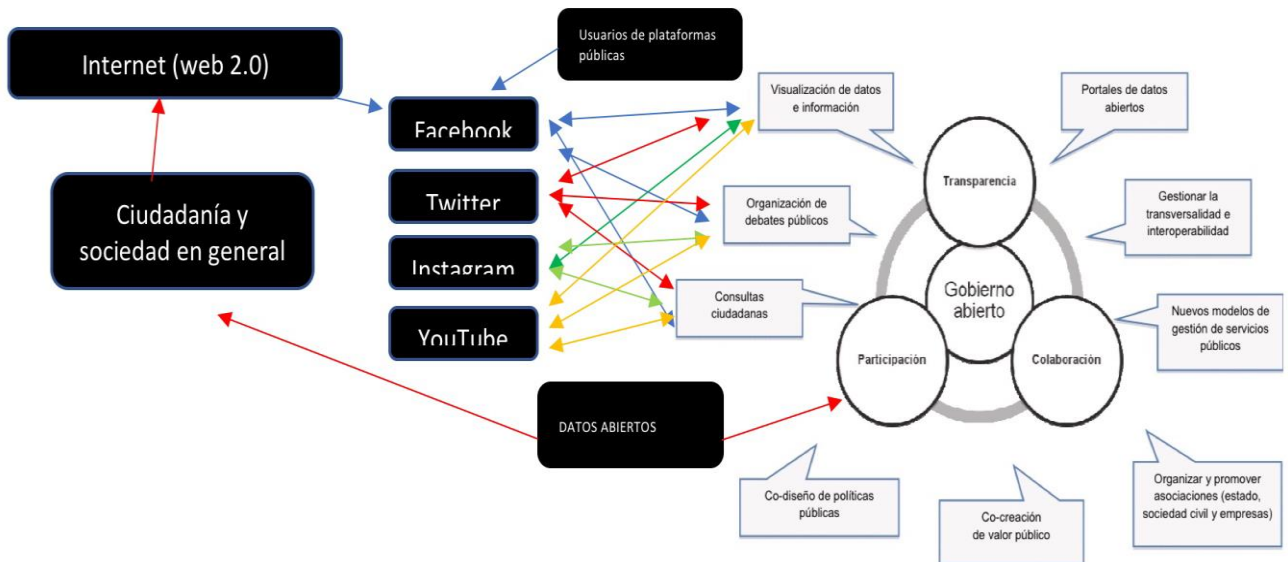 Usuarios de plataformas
públicas
Internet (web 2.0)
Facebook
Twitter
Instagram
YouTube
Ciudadanía y
sociedad en general
DATOS ABIERTOS
Visualización de datos
e información
Portales de datos
abiertos
Organización de
debates públicos
Gestionar la
transversalidad e
interoperabilidad
Consultas
ciudadanas
Nuevos modelos de
gestión de servicios
públicos
Transparencia
Gobierno
abierto
Participación
Colaboración
Co-diseño de políticas
públicas
Co-creación
de valor público
Organizar y promover
asociaciones (estado,
sociedad civil y empresas)